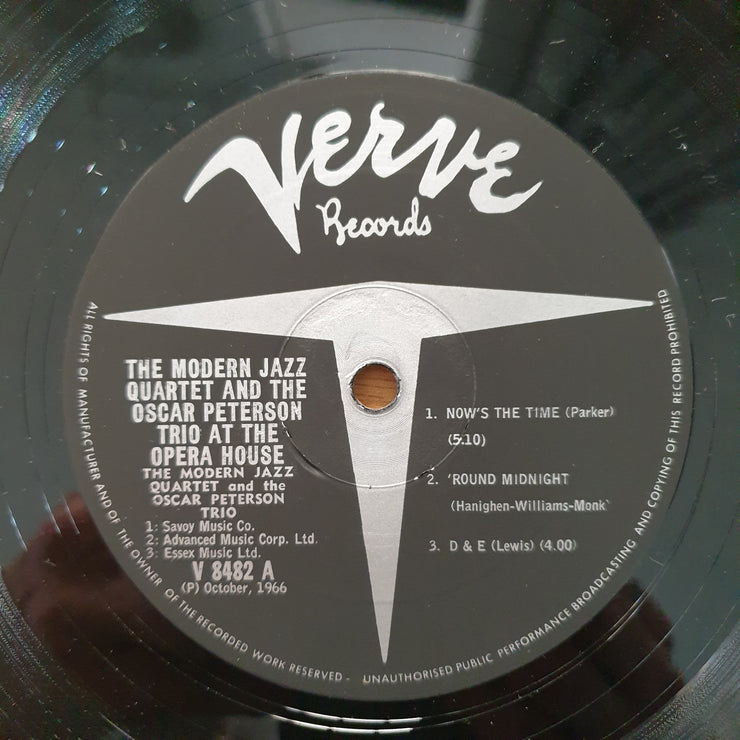 Verve
Records
THE MODERN JAZZ
QUARTET AND THE
OSCAR PETERSON
TRIO AT THE
OPERA HOUSE
THE MODERN JAZZ
QUARTET and the
OSCAR PETERSON
TRIO
1: Savoy Music Co.
2: Advanced Music Corp. Ltd.
3: Essex Music Ltd.
V 8482 A
(P) October, 1966
1. NOW'S THE TIME (Parker)
(5.10)
2. 'ROUND MIDNIGHT
(Hanighen-Williams-Monk)
3. D & E (Lewis) (4.00)
ALL RIGHTS OF MANUFACTURER AND OF THE OWNER OF THE RECORDED WORK RESERVED - UNAUTHORISED PUBLIC PERFORMANCE BROADCASTING AND COPYING OF THIS RECORD PROHIBITED